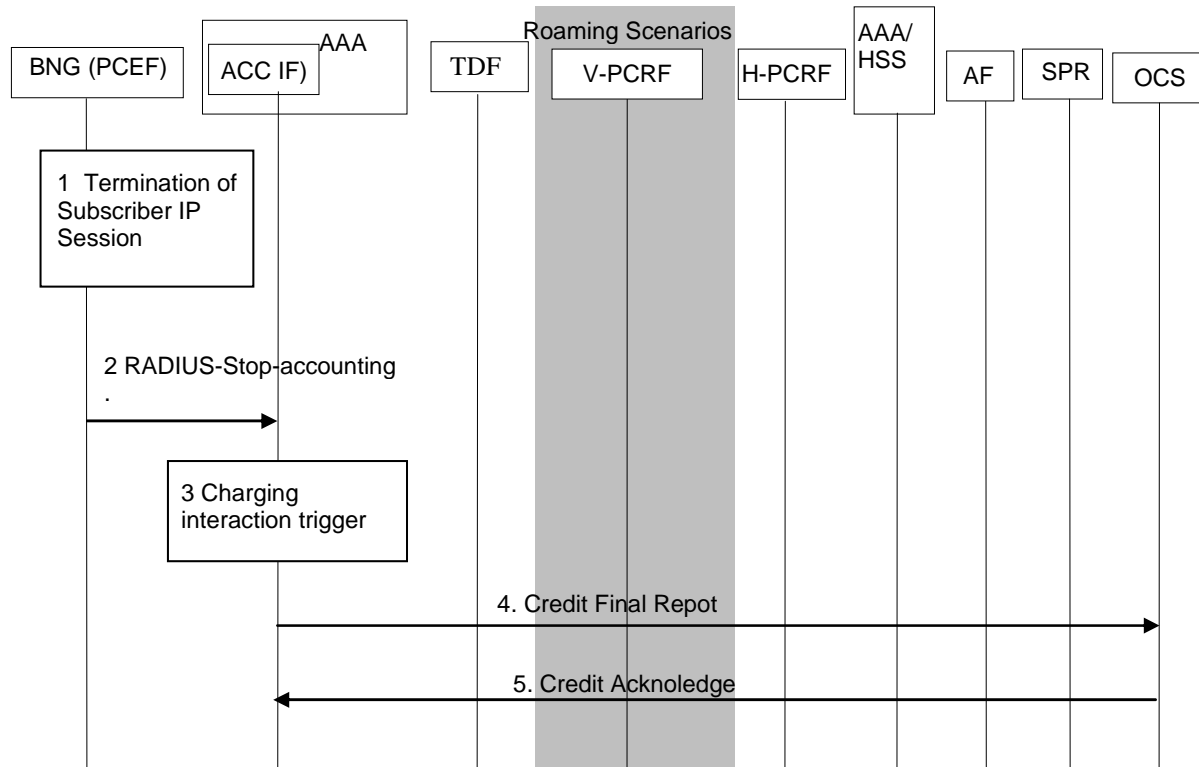 AAA
Roaming Scenarios
AAA/
HSS
BNG (PCEF)
ACC IF)
TDF
V-PCRF
H-PCRF
AF
SPR
OCS
1 Termination of
Subscriber IP
Session
2 RADIUS-Stop-accounting
.
3 Charging
interaction trigger
4. Credit Final Repot
5. Credit Acknoledge